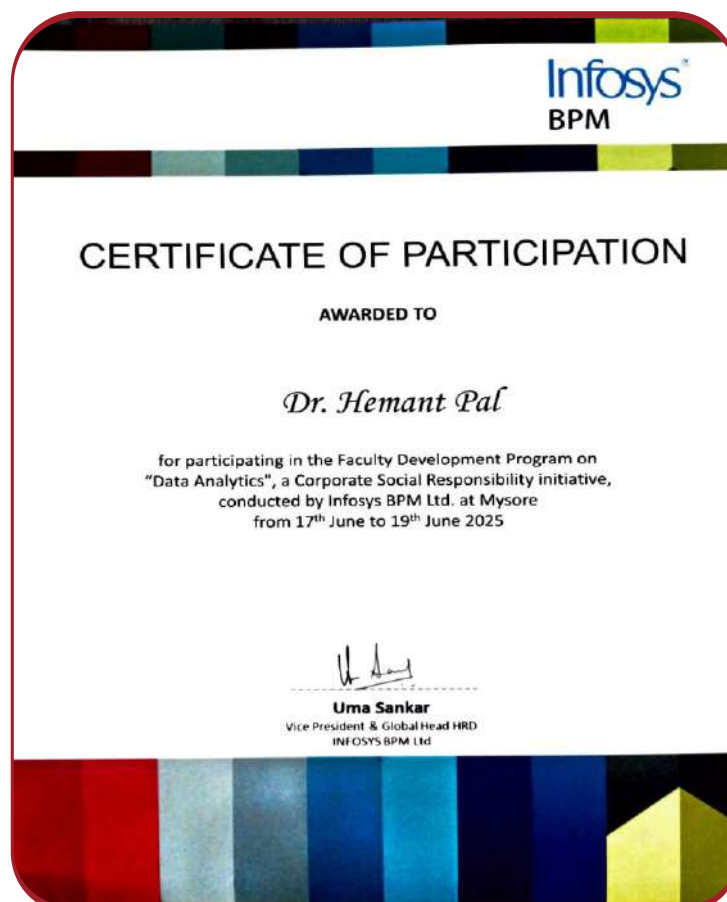 Infosys®
BPM
CERTIFICATE OF PARTICIPATION
AWARDED TO
Dr. Hemant Pal
for participating in the Faculty Development Program on
"Data Analytics", a Corporate Social Responsibility initiative,
conducted by Infosys BPM Ltd. at Mysore
from 17th June to 19th June 2025
Uma Sankar
Vice President & Global Head HRD
INFOSYS BPM Ltd